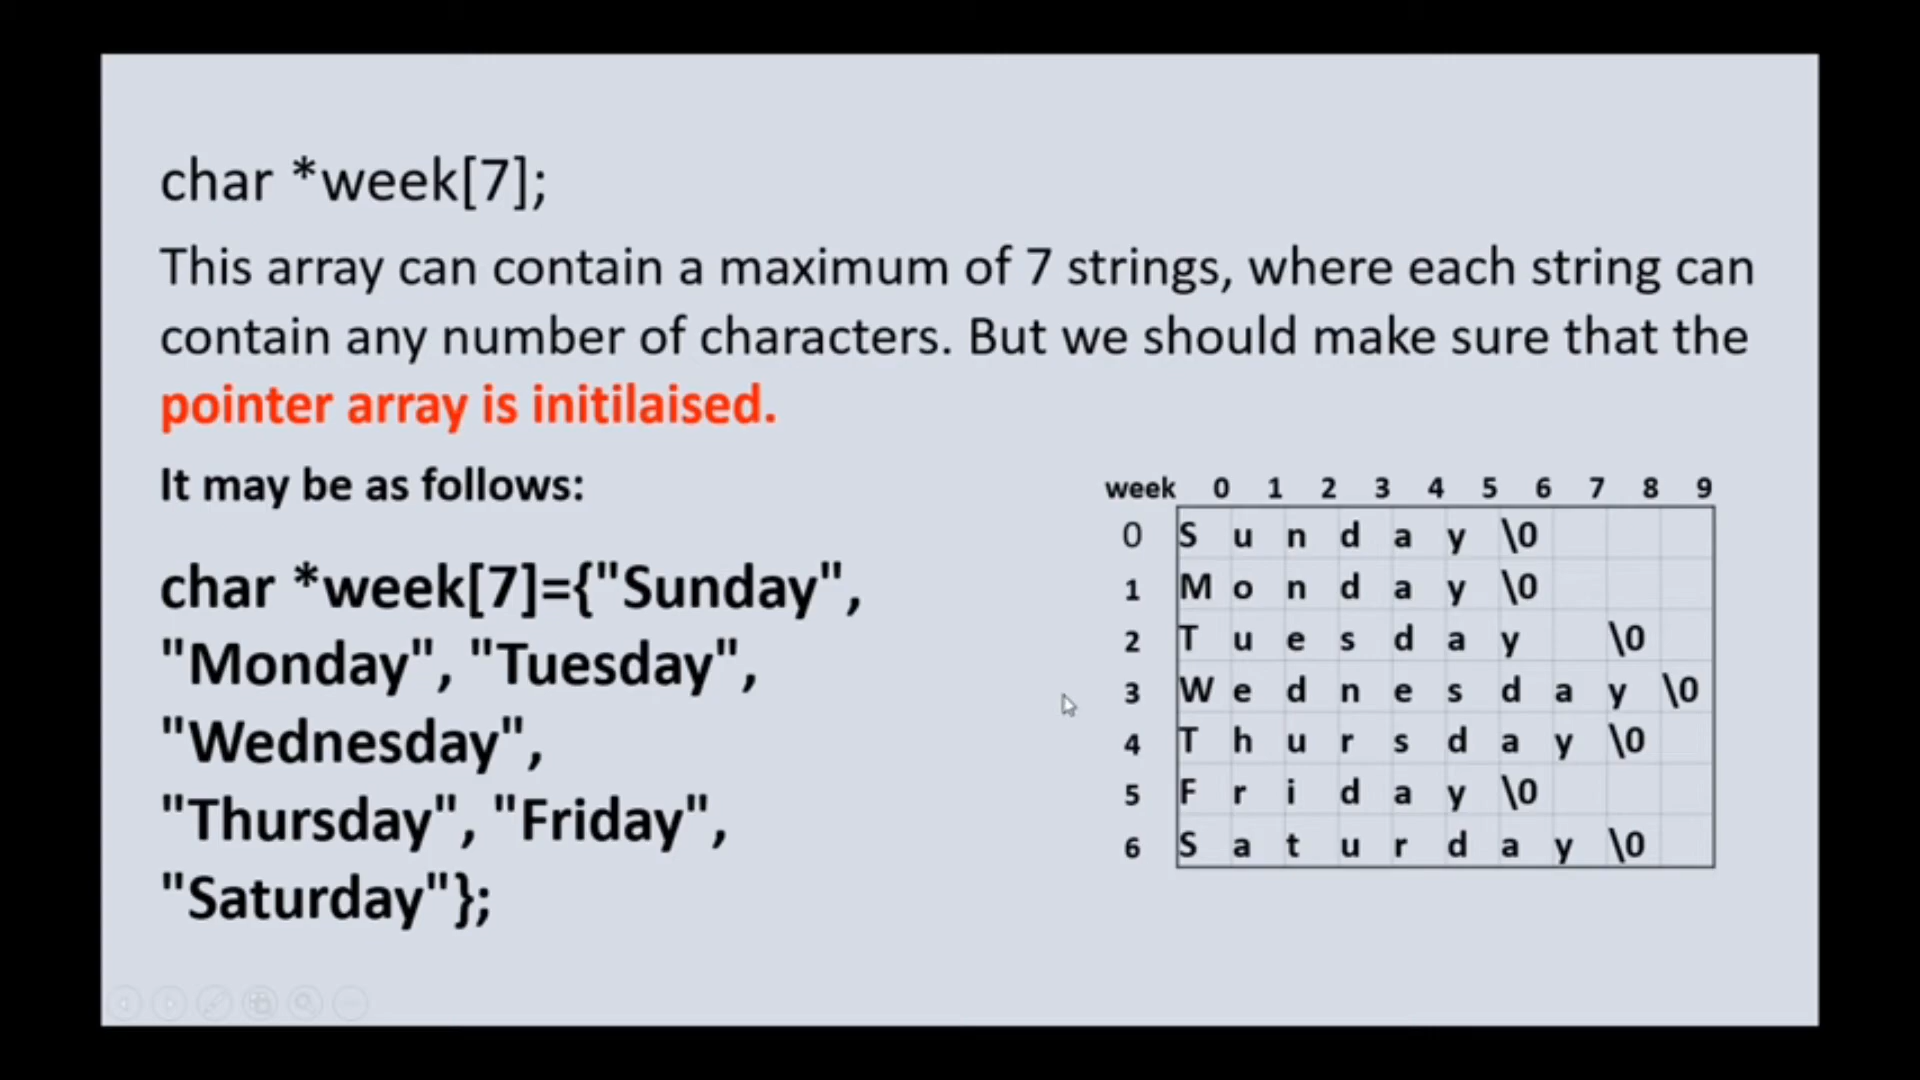 char *week[7];
This array can contain a maximum of 7 strings, where each string can
contain any number of characters. But we should make sure that the
pointer array is initilaised.
It may be as follows:
char *week[7]={"Sunday",
"Monday", "Tuesday",
"Wednesday",
"Thursday", "Friday",
"Saturday"};
week 0 1 2 3 4 5 6 7 8 9
0 S u n d a y \0
1 M o n d a y \0
2 T u e s d a y \0
3 W e d n e s d a y \0
4 T h u r s d a y \0
5 F r i d a y \0
6 S a t u r d a y \0